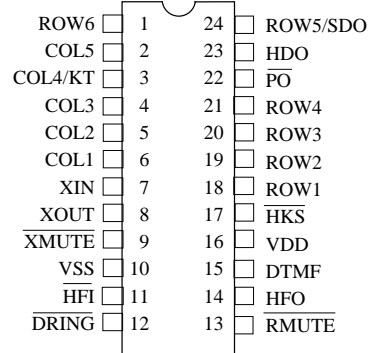 ROW6 1 24 ROW5/SDO
COL5 2 23 HDO
COL4/KT 3 22 PO
COL3 4 21 ROW4
COL2 5 20 ROW3
COL1 6 19 ROW2
XIN 7 18 ROW1
XOUT 8 17 HKS
XMUTE 9 16 VDD
VSS 10 15 DTMF
HFI 11 14 HFO
DRING 12 13 RMUTE